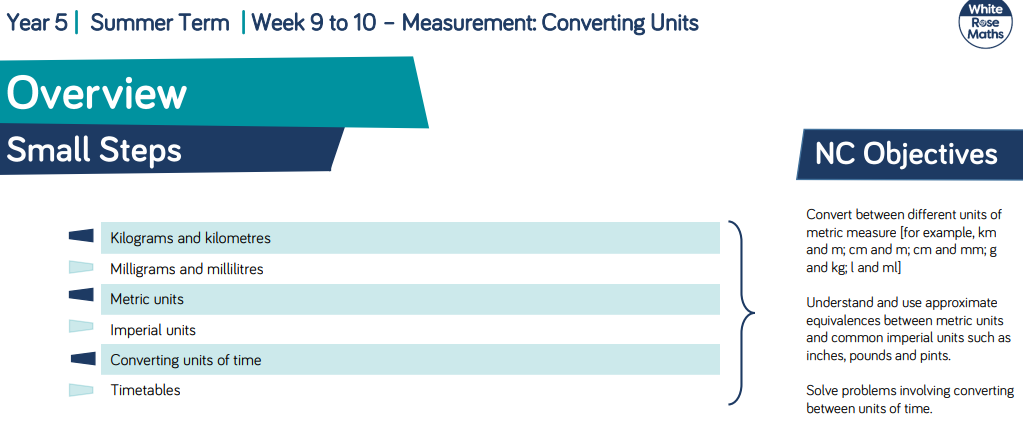 Year 5 | Summer Term | Week 9 to 10 – Measurement: Converting Units
White
Rose
Maths
Overview
Small Steps
Kilograms and kilometres
Milligrams and millilitres
Metric units
Imperial units
Converting units of time
Timetables
NC Objectives
Convert between different units of
metric measure [for example, km
and m; cm and m; cm and mm; g
and kg; l and ml]
Understand and use approximate
equivalences between metric units
and common imperial units such as
inches, pounds and pints.
Solve problems involving converting
between units of time.